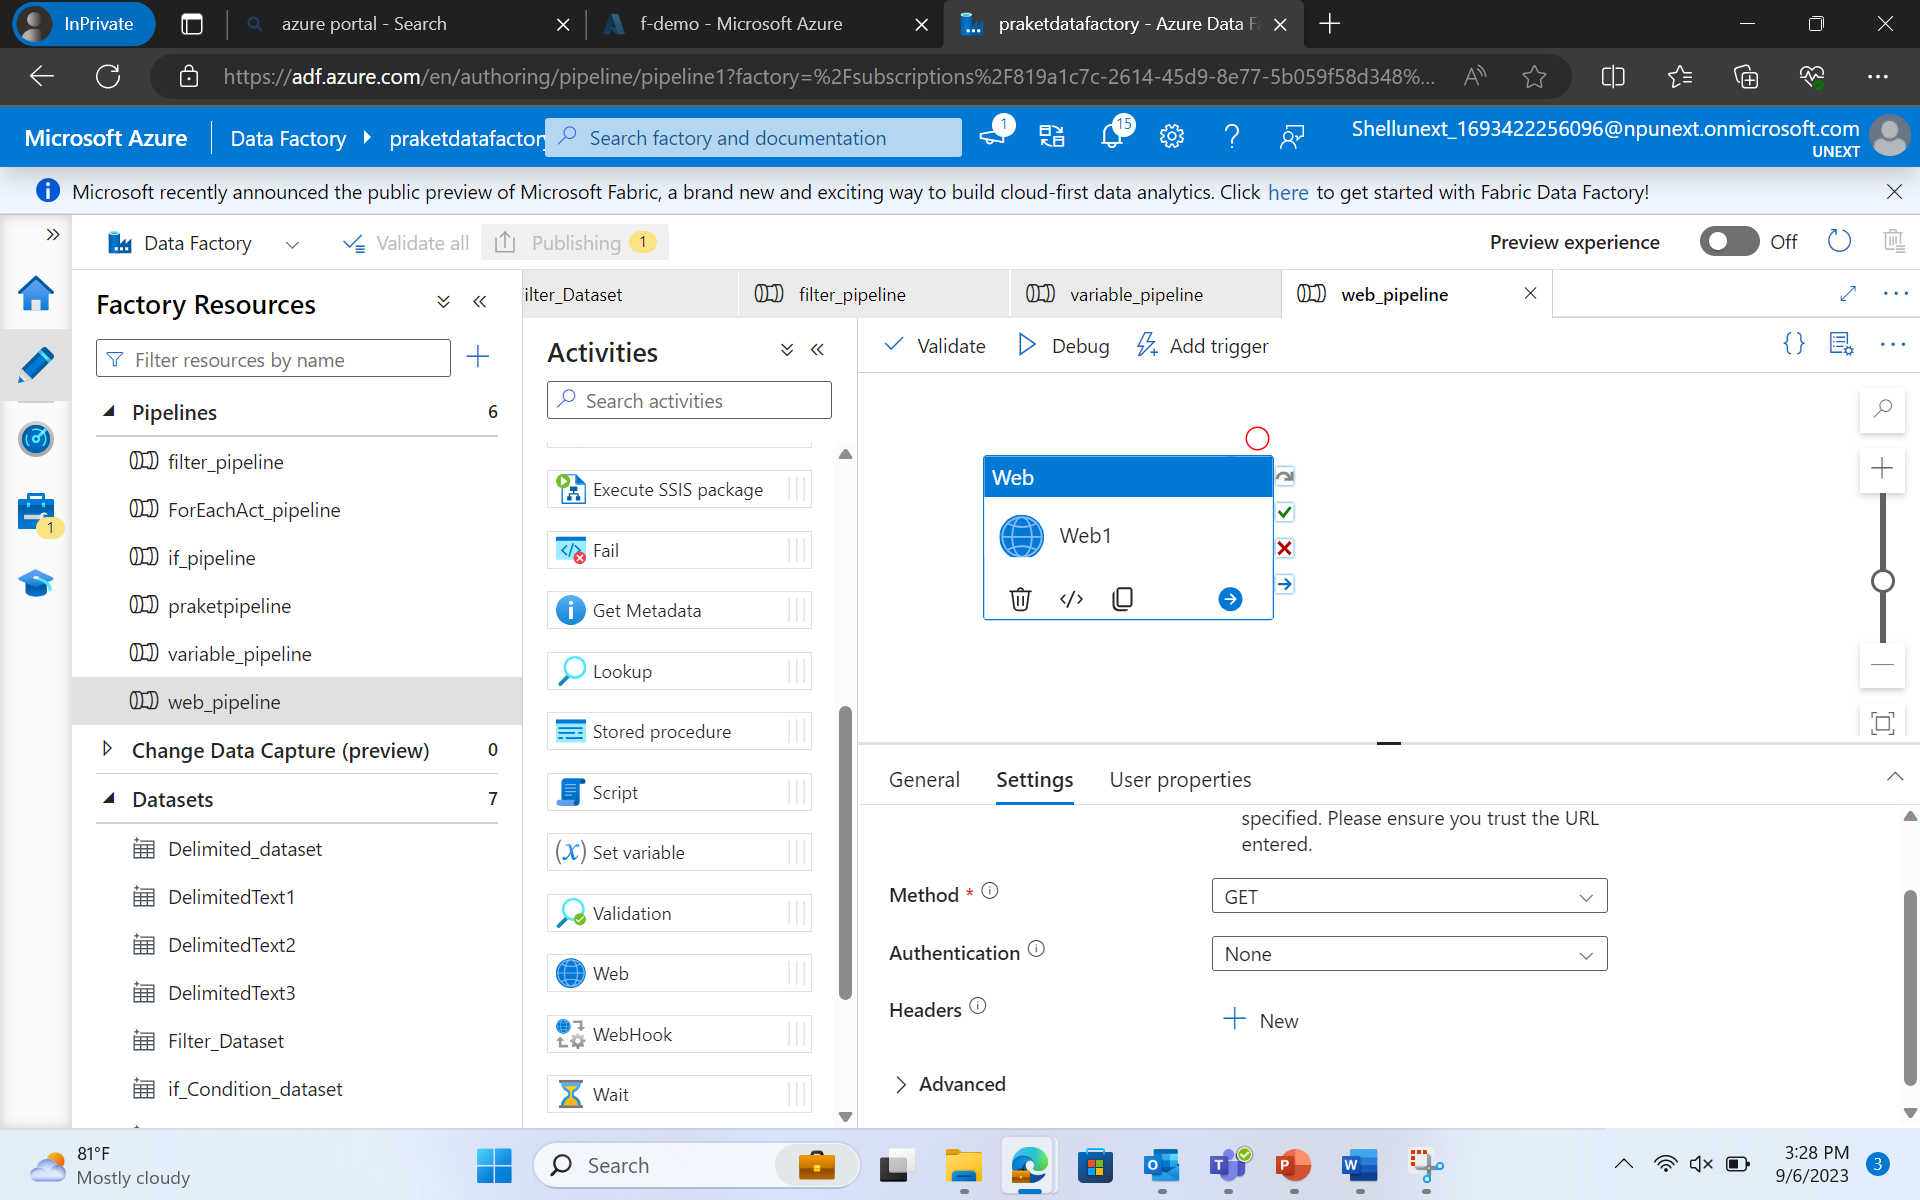 InPrivate
azure portal - Search
f-demo - Microsoft Azure
praketdatafactory - Azure Data F
https://adf.azure.com/en/authoring/pipeline/pipeline1?factory=%2Fsubscriptions%2F819a1c7c-2614-45d9-8e77-5b059f58d348%...
Microsoft Azure
Data Factory
praketdatafactory
Search factory and documentation
1
15
Shellunext_1693422256096@npunext.onmicrosoft.com
UNEXT
Microsoft recently announced the public preview of Microsoft Fabric, a brand new and exciting way to build cloud-first data analytics. Click here to get started with Fabric Data Factory!
Data Factory
Validate all
Publishing 1
Preview experience
Off
1
Factory Resources
Filter resources by name
Pipelines 6
filter_pipeline
ForEachAct_pipeline
if_pipeline
praketpipeline
variable_pipeline
web_pipeline
Change Data Capture (preview) 0
Datasets 7
Delimited_dataset
DelimitedText1
DelimitedText2
DelimitedText3
Filter_Dataset
if_Condition_dataset
ilter_Dataset
filter_pipeline
variable_pipeline
web_pipeline
Activities
Search activities
Execute SSIS package
Fail
Get Metadata
Lookup
Stored procedure
Script
(x) Set variable
Validation
Web
WebHook
Wait
Validate
Debug
Add trigger
Web
Web1
General
Settings
User properties
specified. Please ensure you trust the URL
entered.
Method *
GET
Authentication
None
Headers
New
Advanced
81°F
Mostly cloudy
Search
3:28 PM
9/6/2023
3